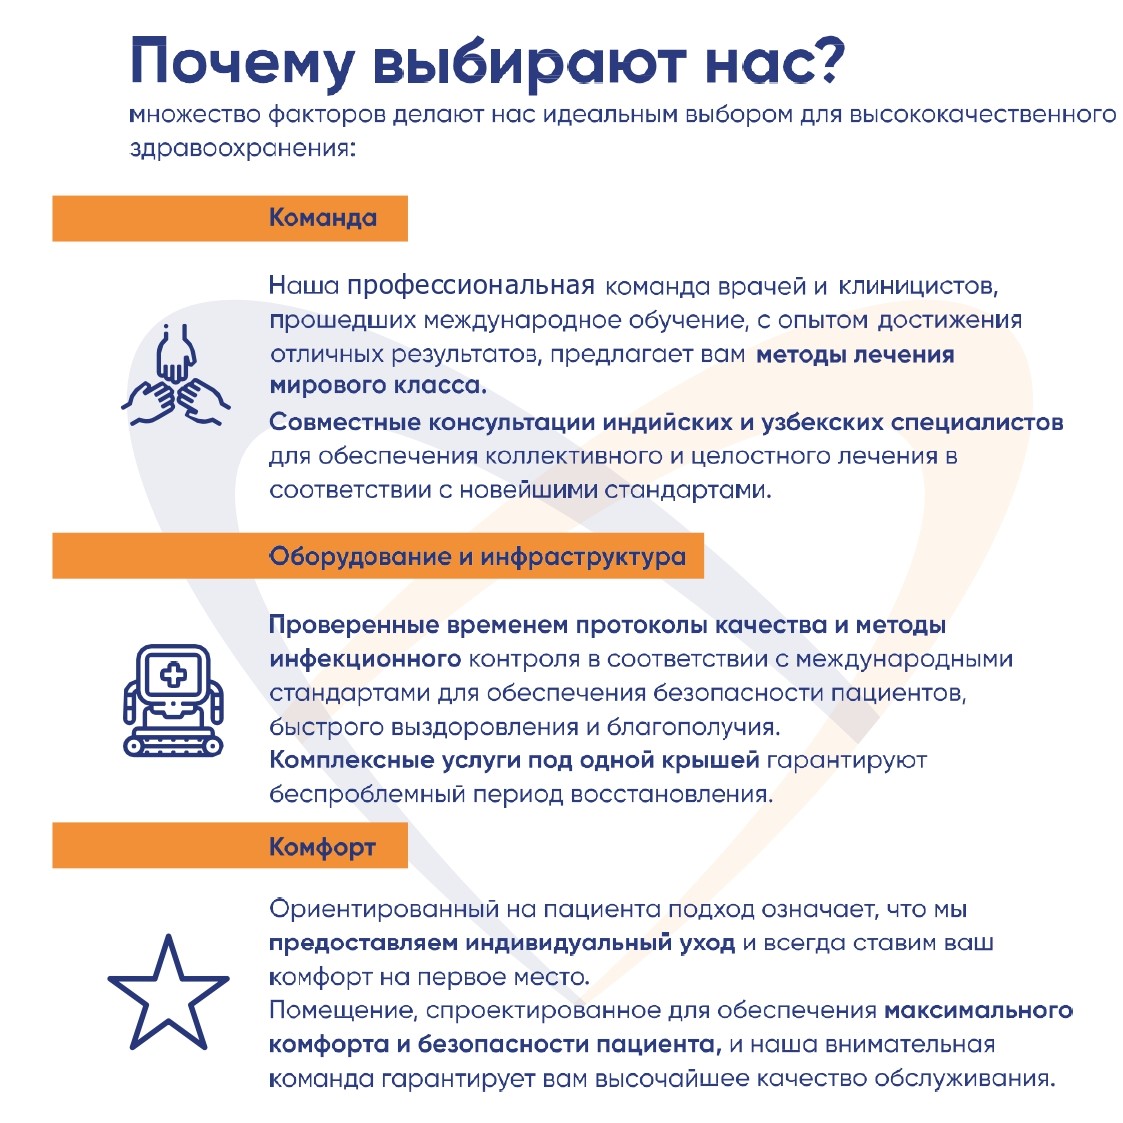 Почему выбирают нас?
множество факторов делают нас идеальным выбором для высококачественного
здравоохранения:
Команда
Наша профессиональная команда врачей и клиницистов,
прошедших международное обучение, с опытом достижения
отличных результатов, предлагает вам методы лечения
мирового класса.
Совместные консультации индийских и узбекских специалистов
для обеспечения коллективного и целостного лечения в
соответствии с новейшими стандартами.
Оборудование и инфраструктура
Проверенные временем протоколы качества и методы
инфекционного контроля в соответствии с международными
стандартами для обеспечения безопасности пациентов,
быстрого выздоровления и благополучия.
Комплексные услуги под одной крышей гарантируют
беспроблемный период восстановления.
Комфорт
Ориентированный на пациента подход означает, что мы
предоставляем индивидуальный уход и всегда ставим ваш
комфорт на первое место.
Помещение, спроектированное для обеспечения максимального
комфорта и безопасности пациента, и наша внимательная
команда гарантирует вам высочайшее качество обслуживания.